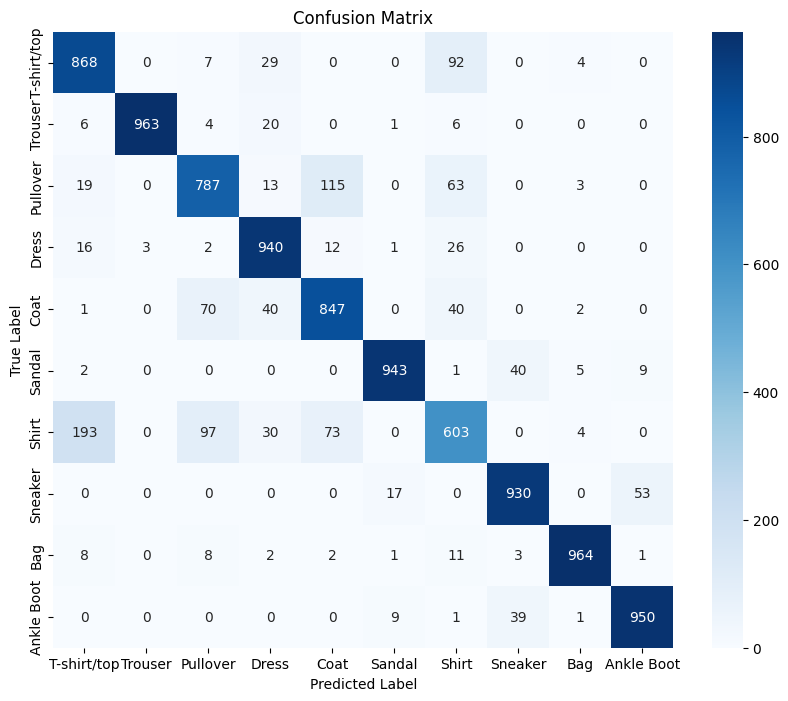 Confusion Matrix
T-shirt/top 868 0 7 29 0 0 92 0 4 0
Trouser 6 963 4 20 0 1 6 0 0 0
Pullover 19 0 787 13 115 0 63 0 3 0
Dress 16 3 2 940 12 1 26 0 0 0
Coat 1 0 70 40 847 0 40 0 2 0
Sandal 2 0 0 0 0 943 1 40 5 9
Shirt 193 0 97 30 73 0 603 0 4 0
Sneaker 0 0 0 0 0 17 0 930 0 53
Bag 8 0 8 2 2 1 11 3 964 1
Ankle Boot 0 0 0 0 0 9 1 39 1 950
T-shirt/top Trouser Pullover Dress Coat Sandal Shirt Sneaker Bag Ankle Boot
Predicted Label
True Label
800
600
400
200
0